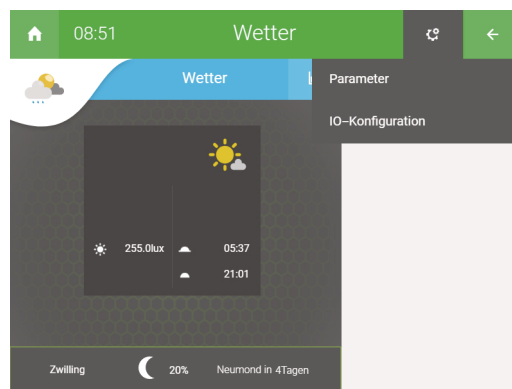 08:51 Wetter
Wetter
Parameter
IO–Konfiguration
255.0lux 05:37
21:01
Zwilling 20% Neumond in 4Tagen